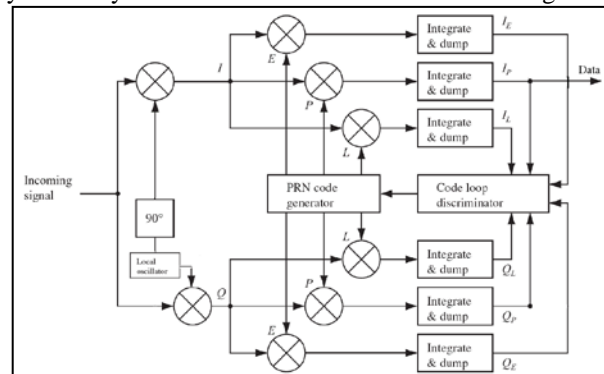 Integrate
& dump
I_E
E
Integrate
& dump
I_P
Data
I
P
Integrate
& dump
I_L
L
Incoming
signal
PRN code
generator
Code loop
discriminator
90°
Local
oscillator
L
Integrate
& dump
Q_L
Q
P
Integrate
& dump
Q_P
E
Integrate
& dump
Q_E